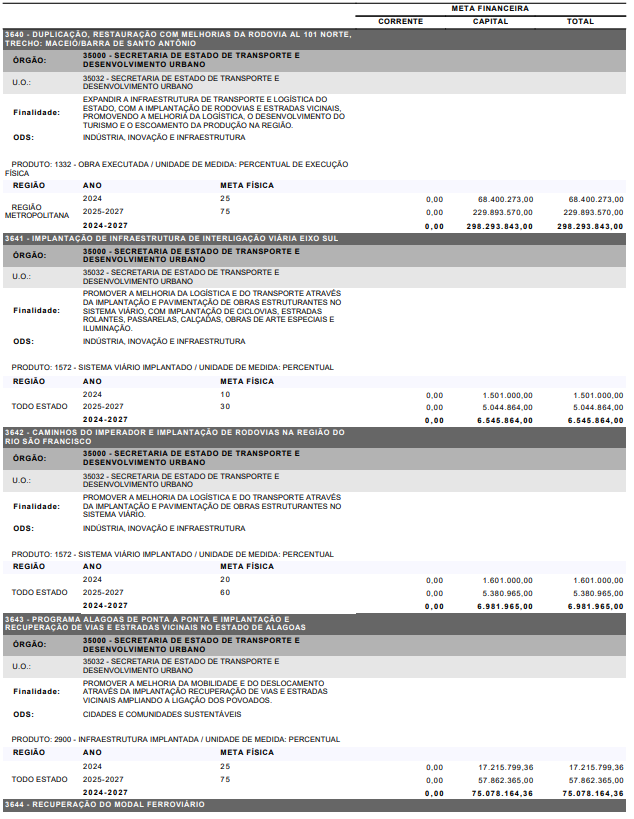 META FINANCEIRA
CORRENTE CAPITAL TOTAL
3640 - DUPLICAÇÃO, RESTAURAÇÃO COM MELHORIAS DA RODOVIA AL 101 NORTE,
TRECHO: MACEIÓ/BARRA DE SANTO ANTÔNIO
ÓRGÃO: 35000 - SECRETARIA DE ESTADO DE TRANSPORTE E
DESENVOLVIMENTO URBANO
U.O.: 35032 - SECRETARIA DE ESTADO DE TRANSPORTE E
DESENVOLVIMENTO URBANO
Finalidade: EXPANDIR A INFRAESTRUTURA DE TRANSPORTE E LOGÍSTICA DO
ESTADO, COM A IMPLANTAÇÃO DE RODOVIAS E ESTRADAS VICINAIS,
PROMOVENDO A MELHORIA DA LOGÍSTICA, O DESENVOLVIMENTO DO
TURISMO E O ESCOAMENTO DA PRODUÇÃO NA REGIÃO.
ODS: INDÚSTRIA, INOVAÇÃO E INFRAESTRUTURA
PRODUTO: 1332 - OBRA EXECUTADA / UNIDADE DE MEDIDA: PERCENTUAL DE EXECUÇÃO
FÍSICA
REGIÃO ANO META FÍSICA
REGIÃO METROPOLITANA 2024 25 0,00 68.400.273,00 68.400.273,00
2025-2027 75 0,00 229.893.570,00 229.893.570,00
2024-2027 0,00 298.293.843,00 298.293.843,00
3641 - IMPLANTAÇÃO DE INFRAESTRUTURA DE INTERLIGAÇÃO VIÁRIA EIXO SUL
ÓRGÃO: 35000 - SECRETARIA DE ESTADO DE TRANSPORTE E
DESENVOLVIMENTO URBANO
U.O.: 35032 - SECRETARIA DE ESTADO DE TRANSPORTE E
DESENVOLVIMENTO URBANO
Finalidade: PROMOVER A MELHORIA DA LOGÍSTICA E DO TRANSPORTE ATRAVÉS
DA IMPLANTAÇÃO E PAVIMENTAÇÃO DE OBRAS ESTRUTURANTES NO
SISTEMA VIÁRIO, COM IMPLANTAÇÃO DE CICLOVIAS, ESTRADAS
ROLANTES, PASSARELAS, CALÇADAS, OBRAS DE ARTE ESPECIAIS E
ILUMINAÇÃO.
ODS: INDÚSTRIA, INOVAÇÃO E INFRAESTRUTURA
PRODUTO: 1572 - SISTEMA VIÁRIO IMPLANTADO / UNIDADE DE MEDIDA: PERCENTUAL
REGIÃO ANO META FÍSICA
2024 10 0,00 1.501.000,00 1.501.000,00
TODO ESTADO 2025-2027 30 0,00 5.044.864,00 5.044.864,00
2024-2027 0,00 6.545.864,00 6.545.864,00
3642 - CAMINHOS DO IMPERADOR E IMPLANTAÇÃO DE RODOVIAS NA REGIÃO DO
RIO SÃO FRANCISCO
ÓRGÃO: 35000 - SECRETARIA DE ESTADO DE TRANSPORTE E
DESENVOLVIMENTO URBANO
U.O.: 35032 - SECRETARIA DE ESTADO DE TRANSPORTE E
DESENVOLVIMENTO URBANO
Finalidade: PROMOVER A MELHORIA DA LOGÍSTICA E DO TRANSPORTE ATRAVÉS
DA IMPLANTAÇÃO E PAVIMENTAÇÃO DE OBRAS ESTRUTURANTES NO
SISTEMA VIÁRIO.
ODS: INDÚSTRIA, INOVAÇÃO E INFRAESTRUTURA
PRODUTO: 1572 - SISTEMA VIÁRIO IMPLANTADO / UNIDADE DE MEDIDA: PERCENTUAL
REGIÃO ANO META FÍSICA
2024 20 0,00 1.601.000,00 1.601.000,00
TODO ESTADO 2025-2027 60 0,00 5.380.965,00 5.380.965,00
2024-2027 0,00 6.981.965,00 6.981.965,00
3643 - PROGRAMA ALAGOAS DE PONTA A PONTA E IMPLANTAÇÃO E
RECUPERAÇÃO DE VIAS E ESTRADAS VICINAIS NO ESTADO DE ALAGOAS
ÓRGÃO: 35000 - SECRETARIA DE ESTADO DE TRANSPORTE E
DESENVOLVIMENTO URBANO
U.O.: 35032 - SECRETARIA DE ESTADO DE TRANSPORTE E
DESENVOLVIMENTO URBANO
Finalidade: PROMOVER A MELHORIA DA MOBILIDADE E DO DESLOCAMENTO
ATRAVÉS DA IMPLANTAÇÃO RECUPERAÇÃO DE VIAS E ESTRADAS
VICINAIS AMPLIANDO A LIGAÇÃO DOS POVOADOS.
ODS: CIDADES E COMUNIDADES SUSTENTÁVEIS
PRODUTO: 2900 - INFRAESTRUTURA IMPLANTADA / UNIDADE DE MEDIDA: PERCENTUAL
REGIÃO ANO META FÍSICA
2024 25 0,00 17.215.799,36 17.215.799,36
TODO ESTADO 2025-2027 75 0,00 57.862.365,00 57.862.365,00
2024-2027 0,00 75.078.164,36 75.078.164,36
3644 - RECUPERAÇÃO DO MODAL FERROVIÁRIO